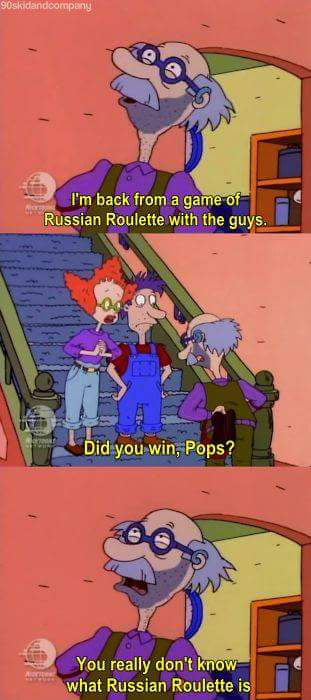 90skidandcompany
I'm back from a game of
Russian Roulette with the guys.
Did you win, Pops?
You really don't know
what Russian Roulette is